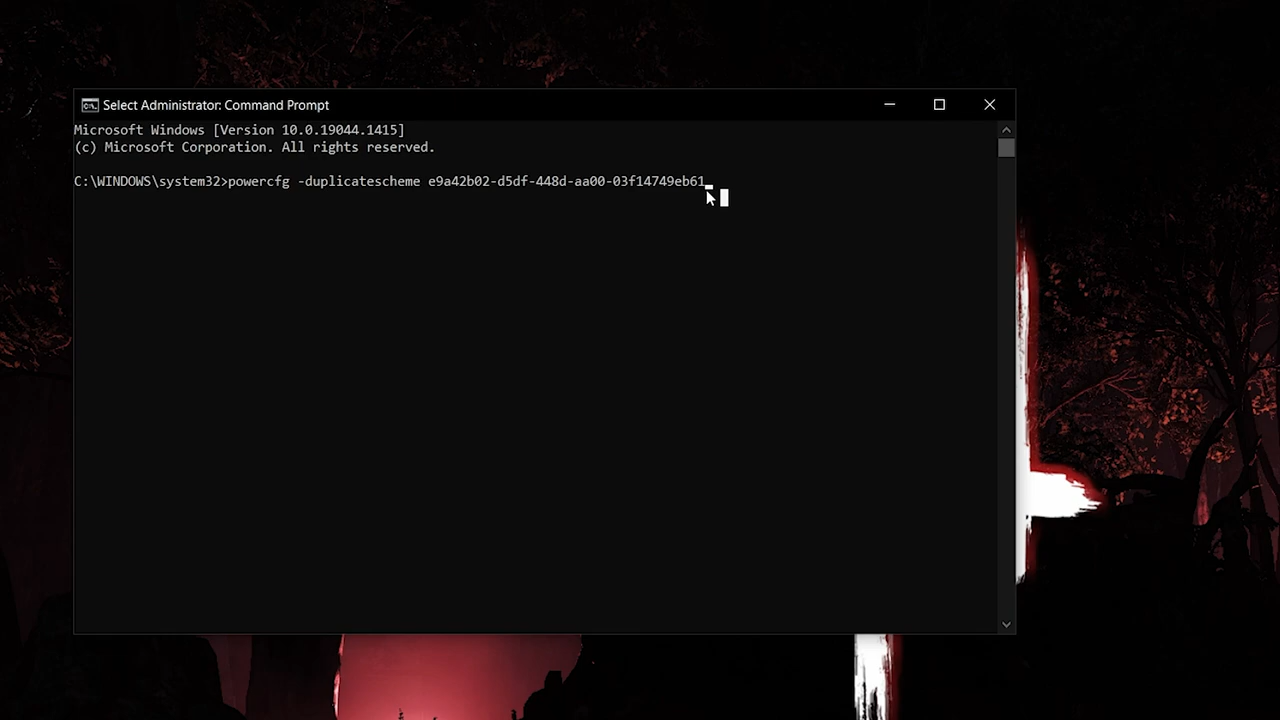 Select Administrator: Command Prompt
Microsoft Windows [Version 10.0.19044.1415]
(c) Microsoft Corporation. All rights reserved.
C:\WINDOWS\system32>powercfg -duplicatescheme e9a42b02-d5df-448d-aa00-03f14749eb61